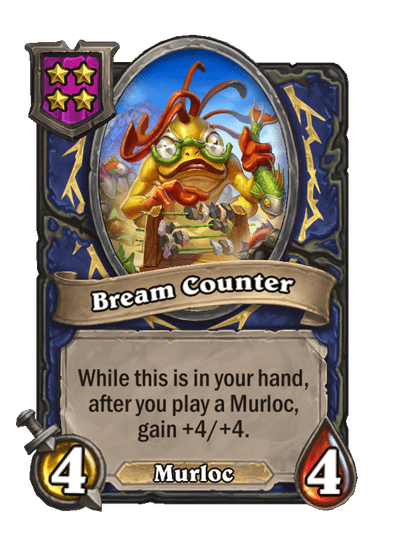 Bream Counter
While this is in your hand,
after you play a Murloc,
gain +4/+4.
4
Murloc
4